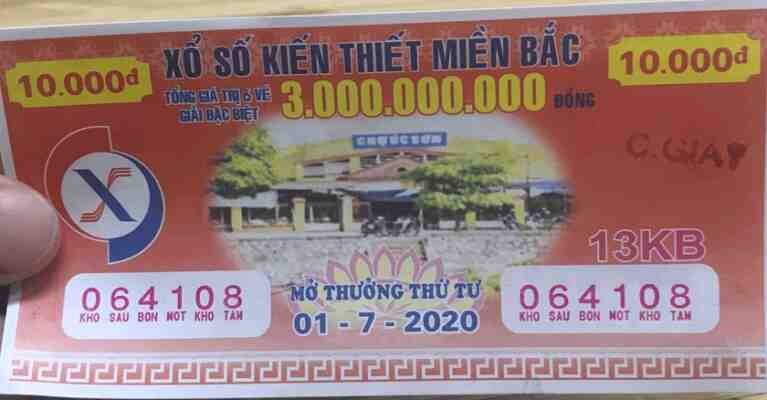 XỔ SỐ KIẾN THIẾT MIỀN BẮC
10.000đ
10.000đ
TỔNG GIÁ TRỊ 6 VÉ
GIẢI ĐẶC BIỆT
3.000.000.000 ĐỒNG
CHỢ ÚC SƠN
C.GIAY
X
13KB
064108
KHO SAU BON MOT KHO TAM
MỞ THƯỞNG THỨ TƯ
01 - 7 - 2020
064108
KHO SAU BON MOT KHO TAM